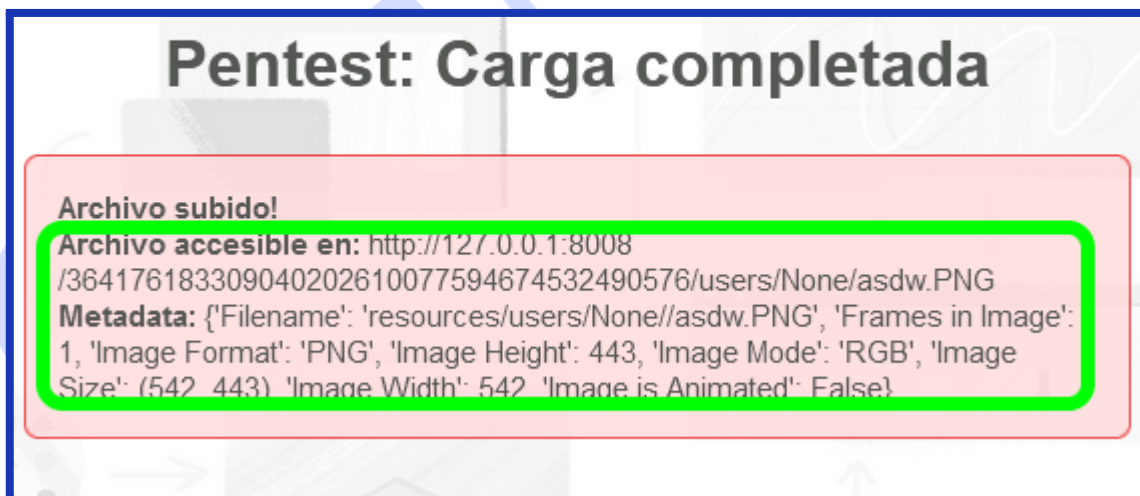 Pentest: Carga completada
Archivo subido!
Archivo accesible en: http://127.0.0.1:8008
/364176183309040202610077594674532490576/users/None/asdw.PNG
Metadata: {'Filename': 'resources/users/None//asdw.PNG', 'Frames in Image':
1, 'Image Format': 'PNG', 'Image Height': 443, 'Image Mode': 'RGB', 'Image
Size': (542, 443), 'Image Width': 542, 'Image is Animated': False}